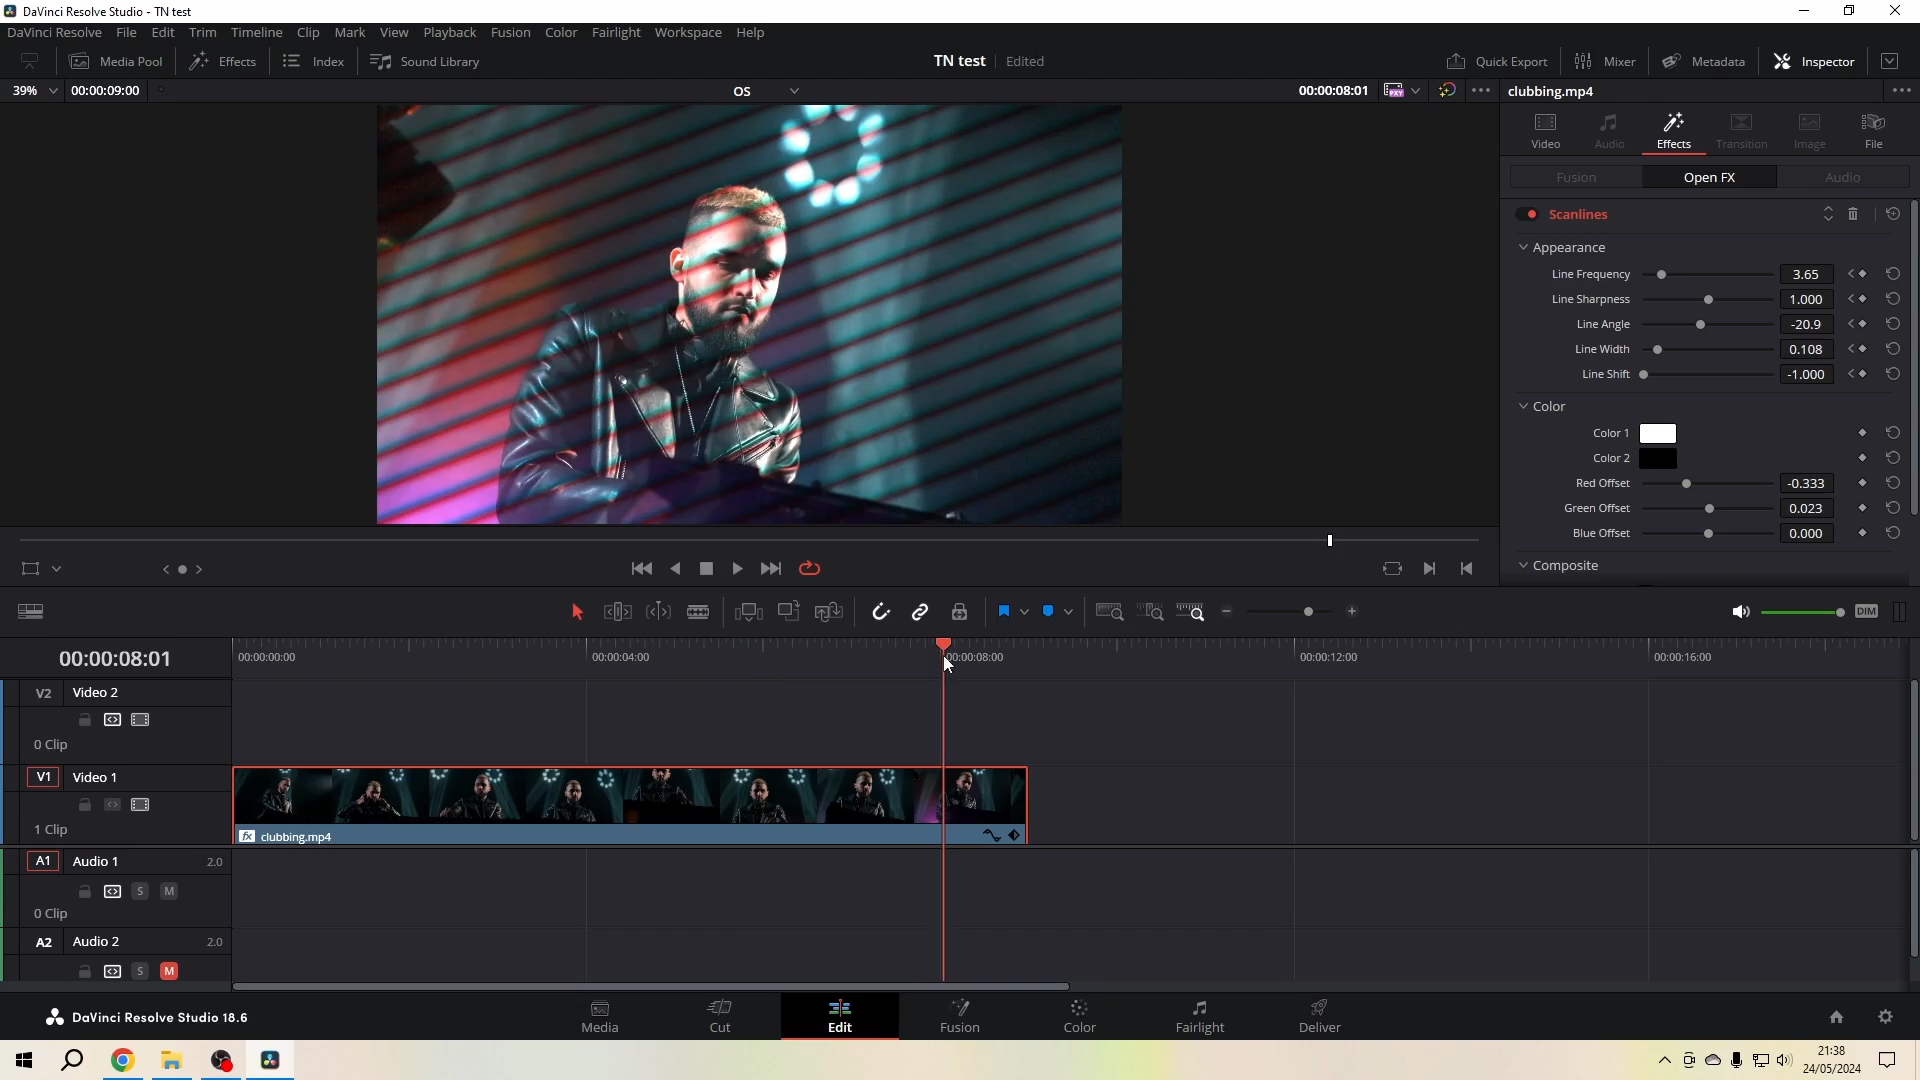 DaVinci Resolve Studio - TN test
DaVinci Resolve File Edit Trim Timeline Clip Mark View Playback Fusion Color Fairlight Workspace Help
Media Pool Effects Index Sound Library TN test Edited Quick Export Mixer Metadata Inspector
39% 00:00:09:00 OS 00:00:08:01 PXY clubbing.mp4
Video Audio Effects Transition Image File
Fusion Open FX Audio
Scanlines
Appearance
Line Frequency 3.65
Line Sharpness 1.000
Line Angle -20.9
Line Width 0.108
Line Shift -1.000
Color
Color 1
Color 2
Red Offset -0.333
Green Offset 0.023
Blue Offset 0.000
Composite
DIM
00:00:08:01 00:00:00:00 00:00:04:00 00:00:08:00 00:00:12:00 00:00:16:00
V2 Video 2
0 Clip
V1 Video 1
1 Clip
fx clubbing.mp4
A1 Audio 1 2.0
S M
0 Clip
A2 Audio 2 2.0
S M
DaVinci Resolve Studio 18.6
Media Cut Edit Fusion Color Fairlight Deliver
21:38
24/05/2024